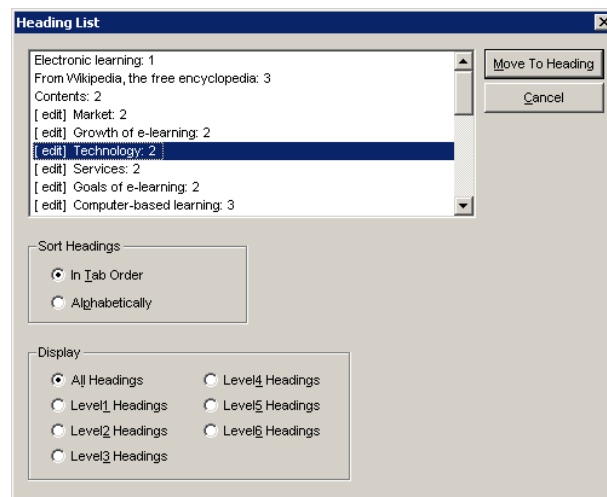 Heading List
Electronic learning: 1
From Wikipedia, the free encyclopedia: 3
Contents: 2
[ edit] Market: 2
[ edit] Growth of e-learning: 2
[ edit] Technology: 2
[ edit] Services: 2
[ edit] Goals of e-learning: 2
[ edit] Computer-based learning: 3
Move To Heading
Cancel
Sort Headings
In Tab Order
Alphabetically
Display
All Headings
Level4 Headings
Level1 Headings
Level5 Headings
Level2 Headings
Level6 Headings
Level3 Headings